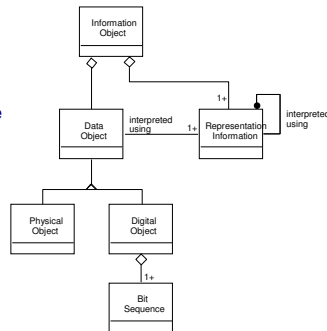 Information
Object
1+
Data
Object
interpreted
using
1+
Representation
Information
interpreted
using
Physical
Object
Digital
Object
1+
Bit
Sequence